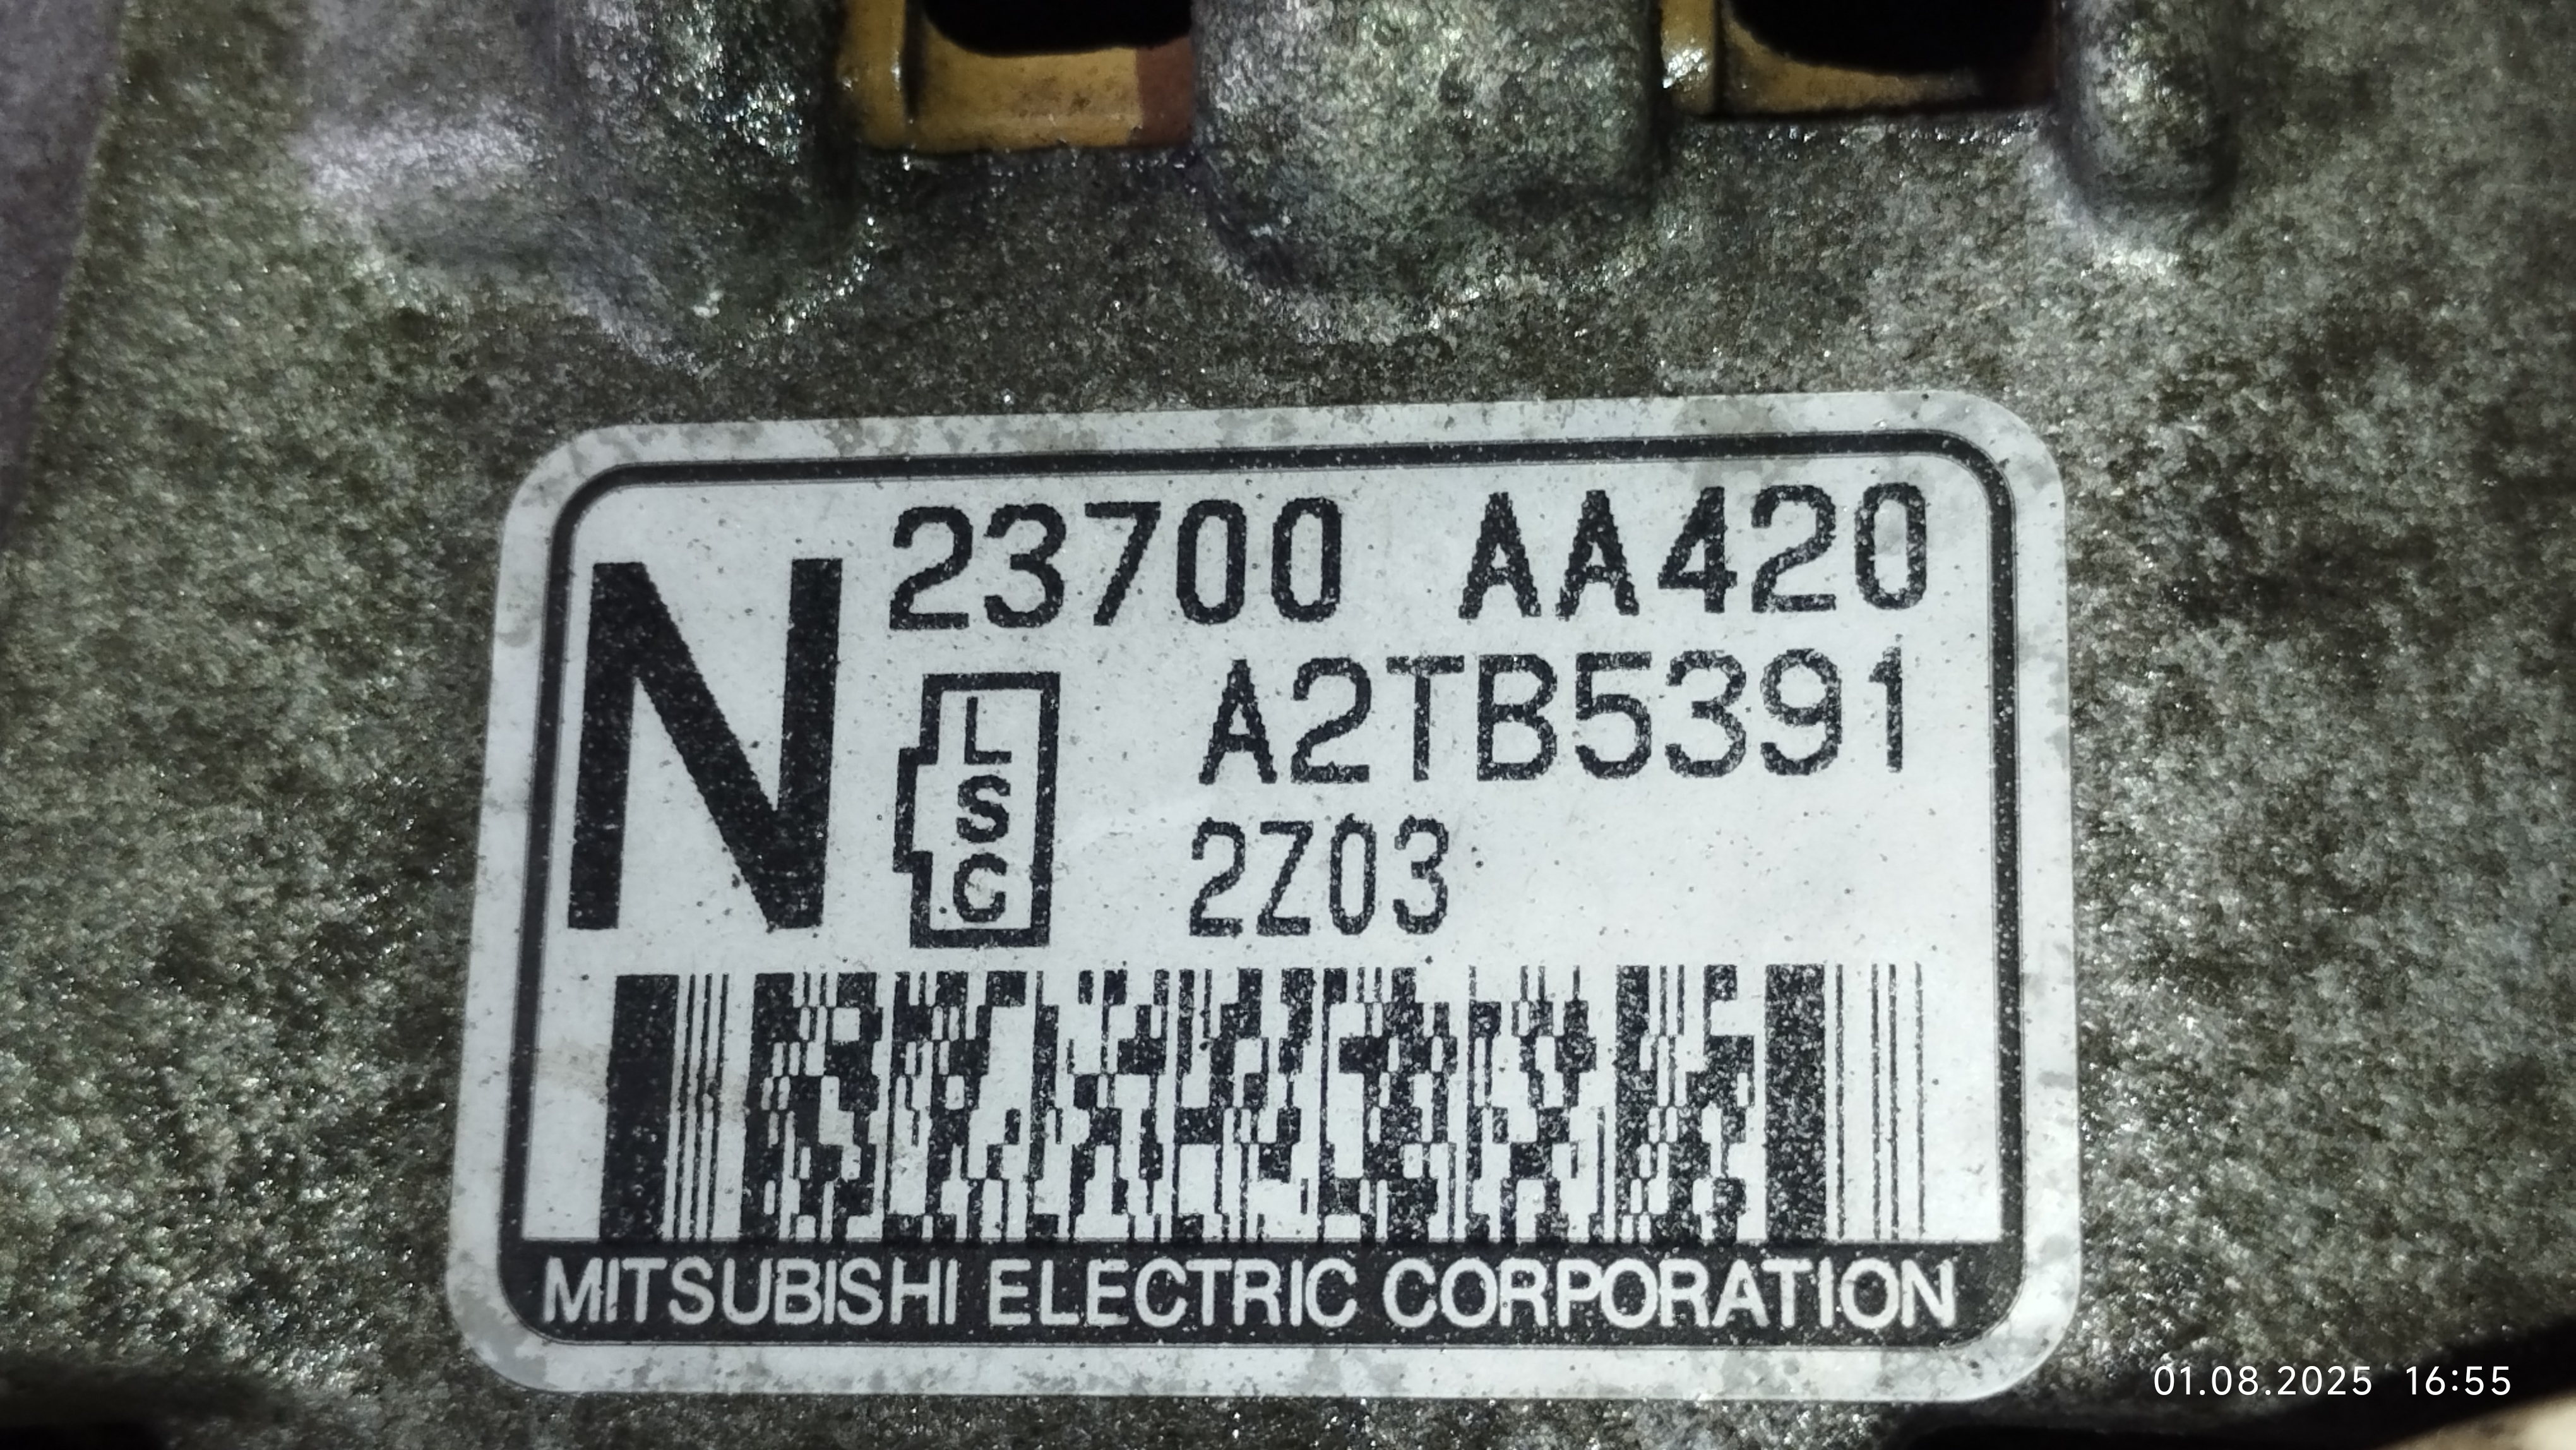 N
23700 AA420
LSC
A2TB5391
2Z03
MITSUBISHI ELECTRIC CORPORATION
01.08.2025 16:55